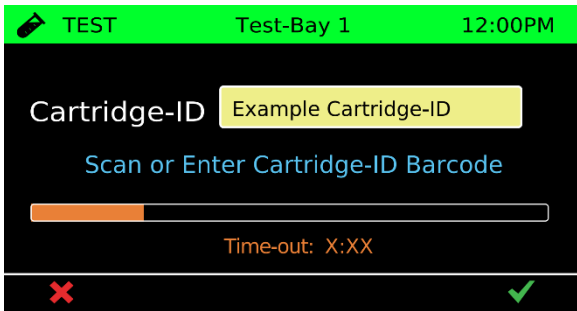 TEST Test-Bay 1 12:00PM
Cartridge-ID Example Cartridge-ID
Scan or Enter Cartridge-ID Barcode
Time-out: X:XX